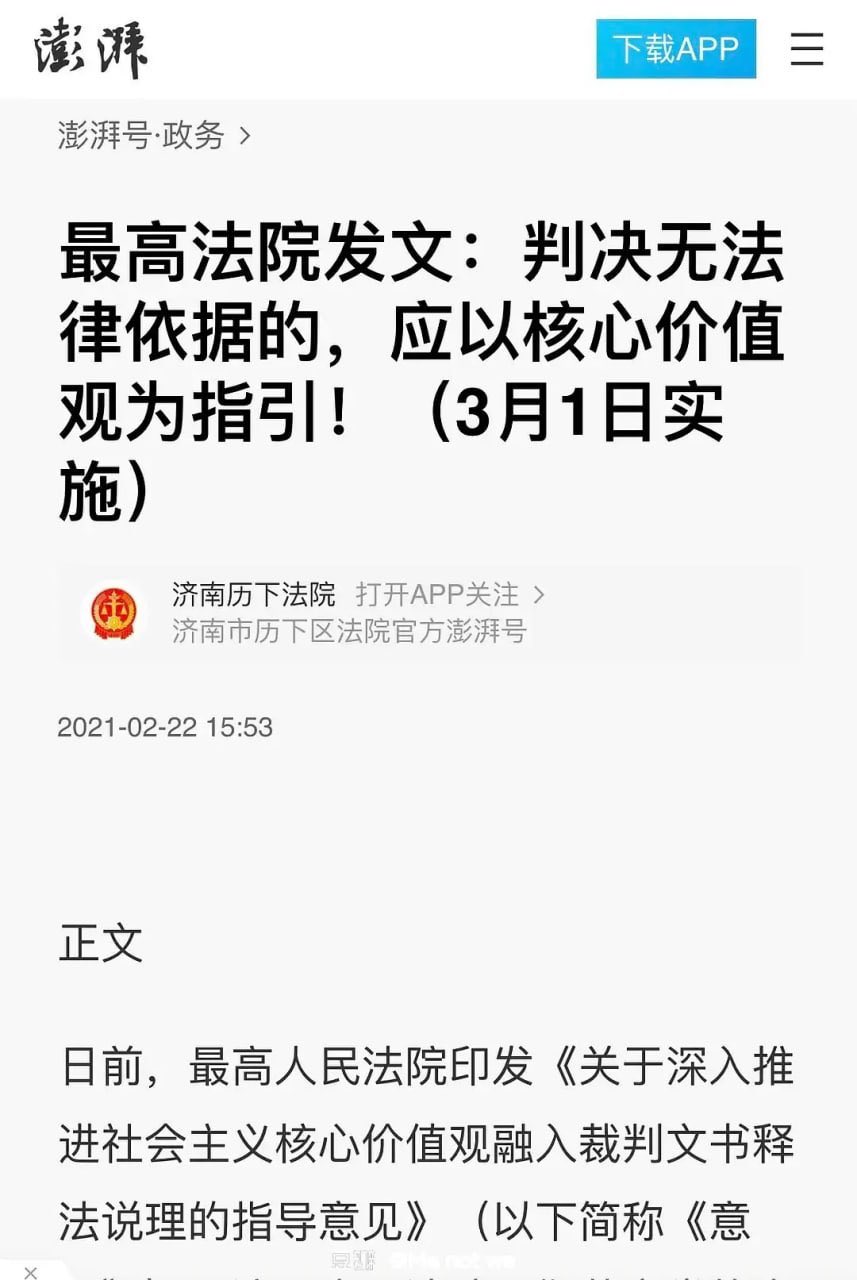 澎湃
下载APP
澎湃号·政务 >
最高法院发文：判决无法
律依据的，应以核心价值
观为指引！（3月1日实
施）
济南历下法院 打开APP关注 >
济南市历下区法院官方澎湃号
2021-02-22 15:53
正文
日前，最高人民法院印发《关于深入推
进社会主义核心价值观融入裁判文书释
法说理的指导意见》（以下简称《意
@Me not we